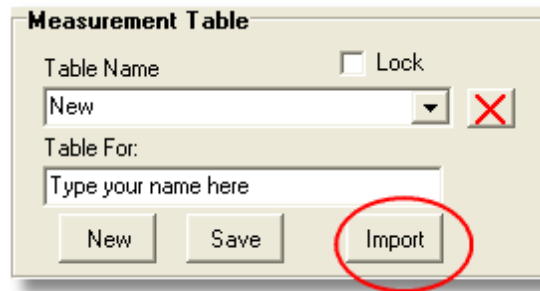 Measurement Table
Table Name Lock
New
Table For:
Type your name here
New Save Import